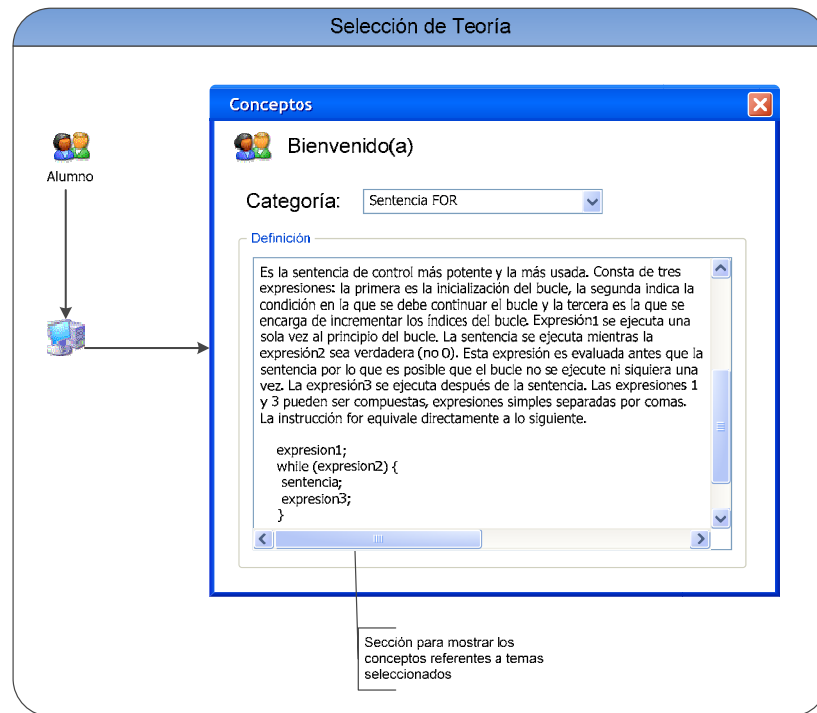 Selección de Teoría
Conceptos
Bienvenido(a)
Alumno
Categoría:
Sentencia FOR
Definición
Es la sentencia de control más potente y la más usada. Consta de tres
expresiones: la primera es la inicialización del bucle, la segunda indica la
condición en la que se debe continuar el bucle y la tercera es la que se
encarga de incrementar los índices del bucle. Expresión1 se ejecuta una
sola vez al principio del bucle. La sentencia se ejecuta mientras la
expresión2 sea verdadera (no 0). Esta expresión es evaluada antes que la
sentencia por lo que es posible que el bucle no se ejecute ni siquiera una
vez. La expresión3 se ejecuta después de la sentencia. Las expresiones 1
y 3 pueden ser compuestas, expresiones simples separadas por comas.
La instrucción for equivale directamente a lo siguiente.
expresion1;
while (expresion2) {
sentencia;
expresion3;
}
Sección para mostrar los
conceptos referentes a temas
seleccionados